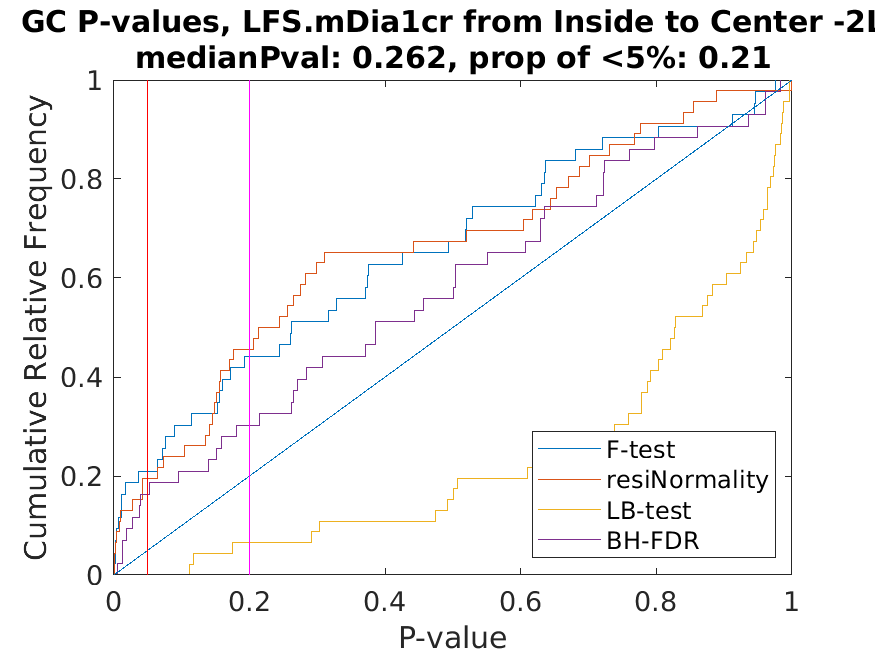 GC P-values, LFS.mDia1cr from Inside to Center
medianPval: 0.262, prop of <5%: 0.21
Cumulative Relative Frequency
1
0.8
0.6
0.4
0.2
0
F-test
resiNormality
LB-test
BH-FDR
0 0.2 0.4 0.6 0.8 1
P-value